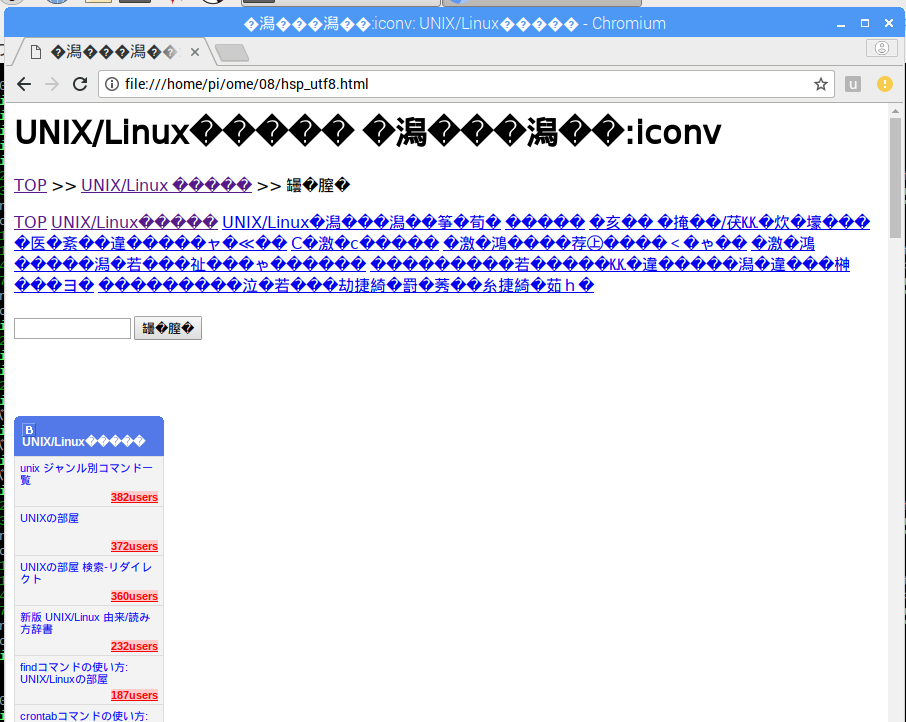 �潟���潟��:iconv: UNIX/Linux����� - Chromium
�潟���潟��
file:///home/pi/ome/08/hsp_utf8.html
u
UNIX/Linux����� �潟���潟��:iconv
TOP >> UNIX/Linux ����� >> 罎�膣�
TOP UNIX/Linux����� UNIX/Linux�潟���潟��筝�荀� ����� �亥�� �掩��/茯㏍�炊�壕���
�医�紊��違�����ャ�≪�� C�激�c����� �激�鴻����荐㊤����<�ゃ�� �激�鴻
�����潟�若���祉���ゃ������ ���������若�����㏍�違�����潟�違���榊
���ヨ� ���������泣�若���劫捷綺�罸�莠��糸捷綺�茹ｈ�
罎�膣�
B
UNIX/Linux�����
unix ジャンル別コマンド一
覧
382users
UNIXの部屋
372users
UNIXの部屋 検索-リダイレ
クト
360users
新版 UNIX/Linux 由来/読み
方辞書
232users
findコマンドの使い方:
UNIX/Linuxの部屋
187users
crontabコマンドの使い方: